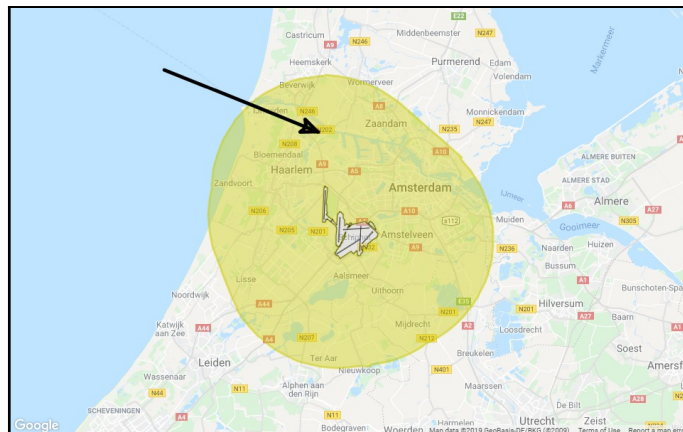 Castricum
N246
Middenbeemster
E22
N247
A9
Heemskerk
Purmerend
Edam
Volendam
Markermeer
Beverwijk
Wormerveer
N246
A8
Monnickendam
N202
Zaandam
N235
N247
N208
Bloemendaal
A10
Haarlem
A9
A5
ALMERE BUITEN
Zandvoort
Amsterdam
IJmeer
ALMERE STAD
A6
Almere
N206
A10
s112
Muiden
Gooimeer
N305
A27
N205
N201
Amstelveen
A9
N236
Naarden
Huizen
A1
Bussum
Aalsmeer
Lisse
Uithoorn
Bunschoten-Spa
Noordwijk
A44
Hilversum
N201
N201
A1
Katwijk
aan Zee
A44
Mijdrecht
A2
Loosdrecht
A27
Baarn
A4
N207
N212
Soest
Leiden
Ter Aar
Breukelen
Amersf
Nieuwkoop
N401
Wassenaar
N11
Alphen aan
den Rijn
Maarssen
N44
A28
De Bilt
SCHEVENINGEN
A4
N11
Utrecht
Zeist
Bodegraven
Woerden
Harmelen
Google
Map data ©2019 GeoBasis-DE/BKG (©2009)
Terms of Use
Report a map erro